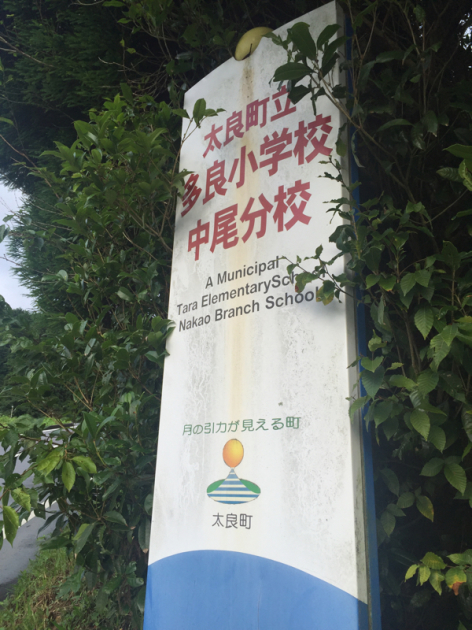 太良町立
多良小学校
中尾分校
A Municipal
Tara ElementarySch
Nakao Branch School
月の引力が見える町
太良町